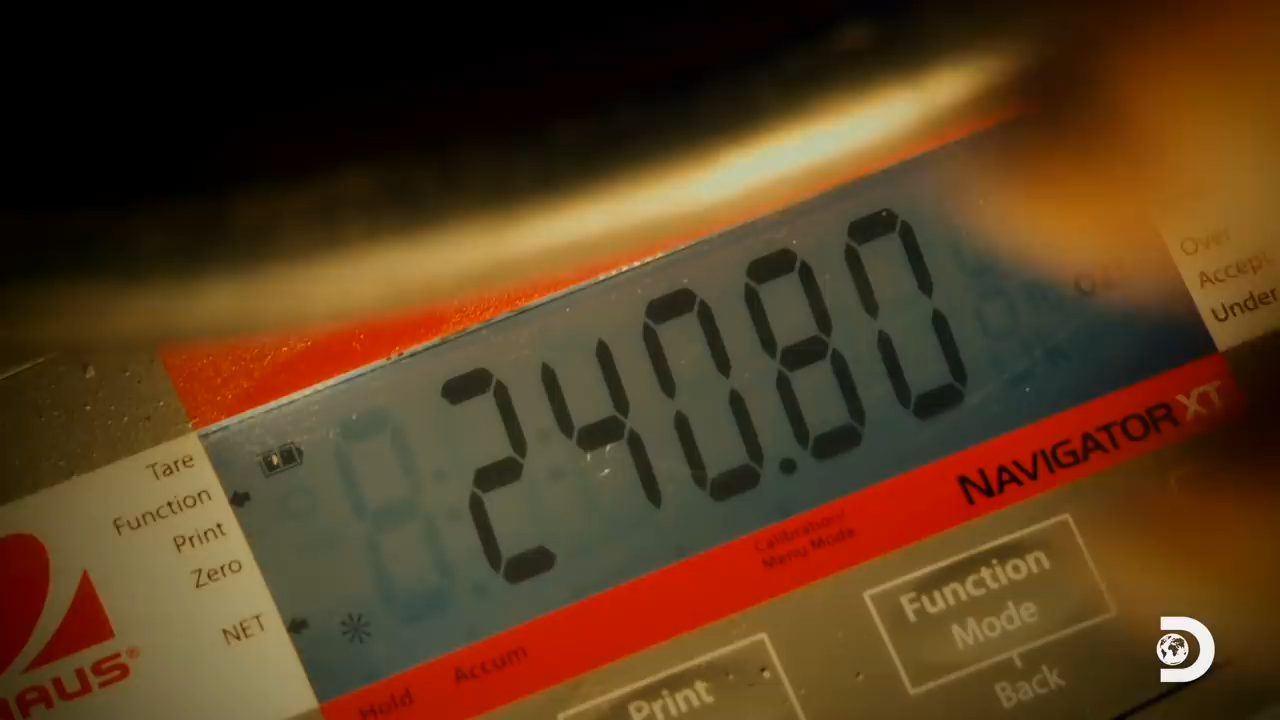 240.80
Tare
Function
Print
Zero
NET
HAUS®
Over
Accept
Under
NAVIGATOR XT
Calibration/
Menu Mode
Hold
Accum
Print
Function
Mode
Back